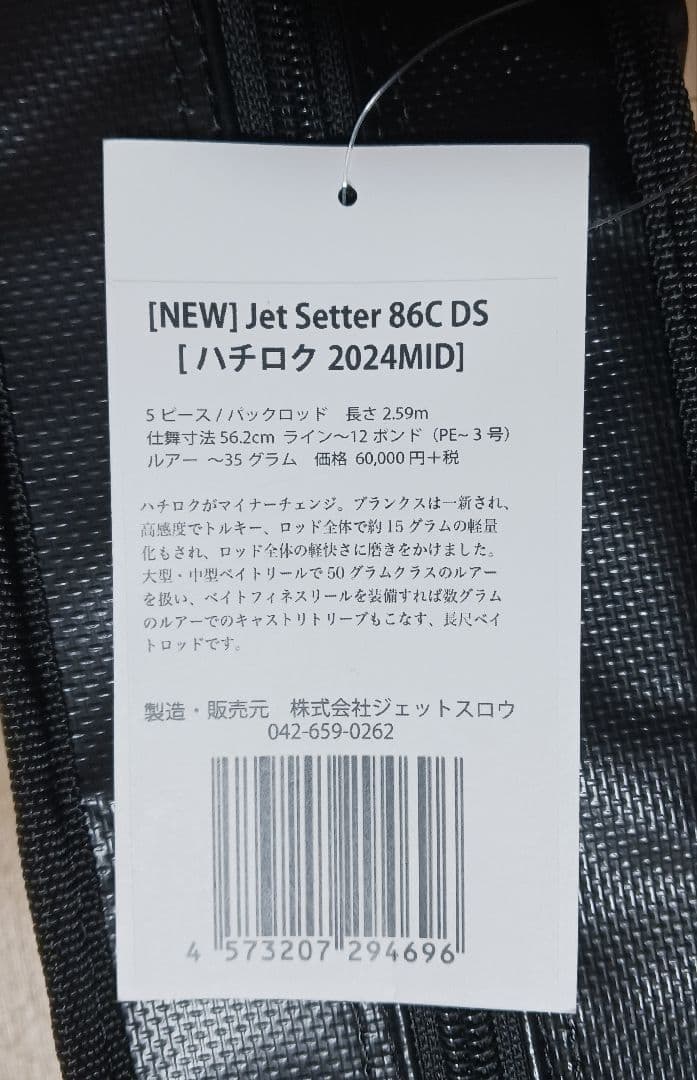 [NEW] Jet Setter 86C DS
[ ハチロク 2024MID]
5 ピース / パックロッド　長さ 2.59m
仕舞寸法 56.2cm ライン〜12 ポンド（PE~ 3 号）
ルアー 〜35 グラム　価格 60,000 円＋税
ハチロクがマイナーチェンジ。ブランクスは一新され、
高感度でトルキー、ロッド全体で約 15 グラムの軽量
化もされ、ロッド全体の軽快さに磨きをかけました。
大型・中型ベイトリールで 50 グラムクラスのルアー
を扱い、ベイトフィネスリールを装備すれば数グラム
のルアーでのキャストリトリーブもこなす、長尺ベイ
トロッドです。
製造・販売元　株式会社ジェットスロウ
042-659-0262
4 573207 294696